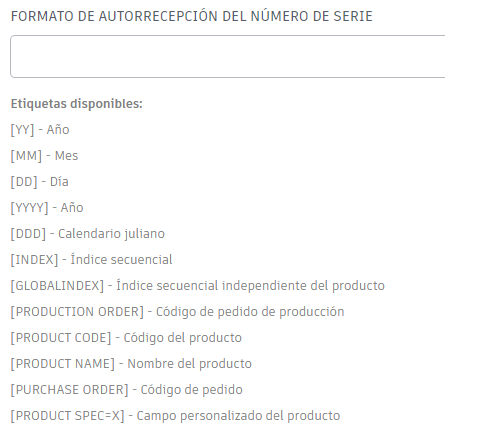 FORMATO DE AUTORRECEPCIÓN DEL NÚMERO DE SERIE
Etiquetas disponibles:
[YY] - Año
[MM] - Mes
[DD] - Día
[YYYY] - Año
[DDD] - Calendario juliano
[INDEX] - Índice secuencial
[GLOBALINDEX] - Índice secuencial independiente del producto
[PRODUCTION ORDER] - Código de pedido de producción
[PRODUCT CODE] - Código del producto
[PRODUCT NAME] - Nombre del producto
[PURCHASE ORDER] - Código de pedido
[PRODUCT SPEC=X] - Campo personalizado del producto